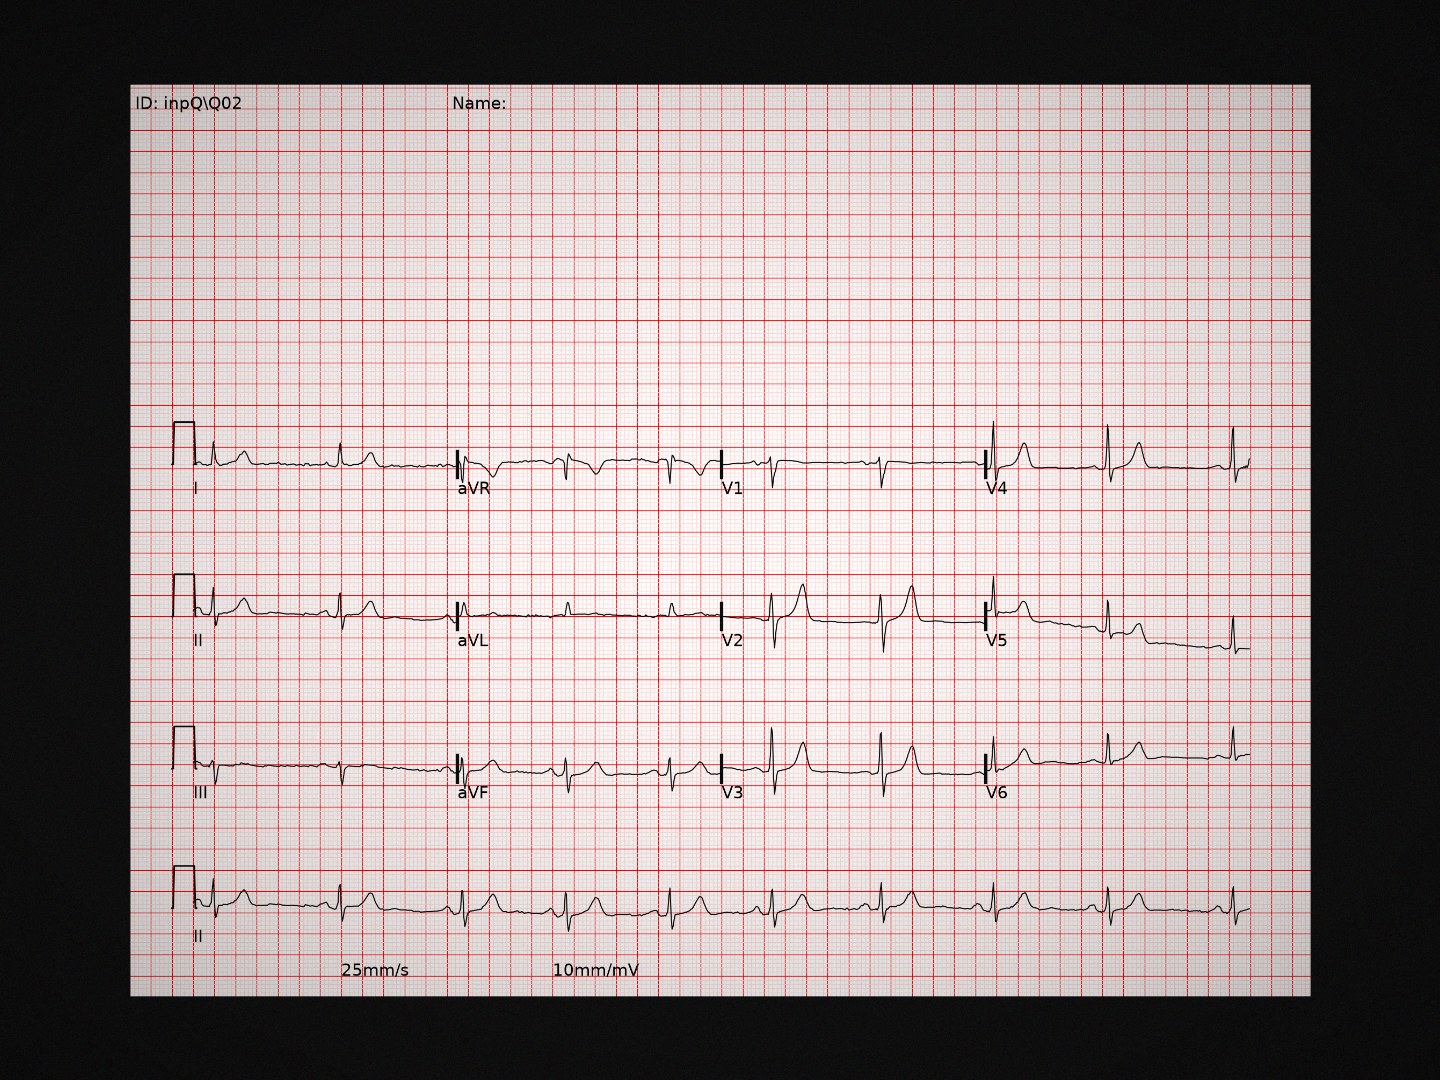 ID: inpQ\Q02 Name:
I aVR V1 V4
II aVL V2 V5
III aVF V3 V6
II
25mm/s 10mm/mV